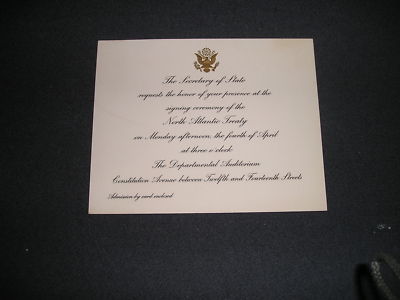 The Secretary of State
requests the honor of your presence at the
signing ceremony of the
North Atlantic Treaty
on Monday afternoon, the fourth of April
at three o'clock
The Departmental Auditorium
Constitution Avenue between Twelfth and Fourteenth Streets
Admission by card enclosed